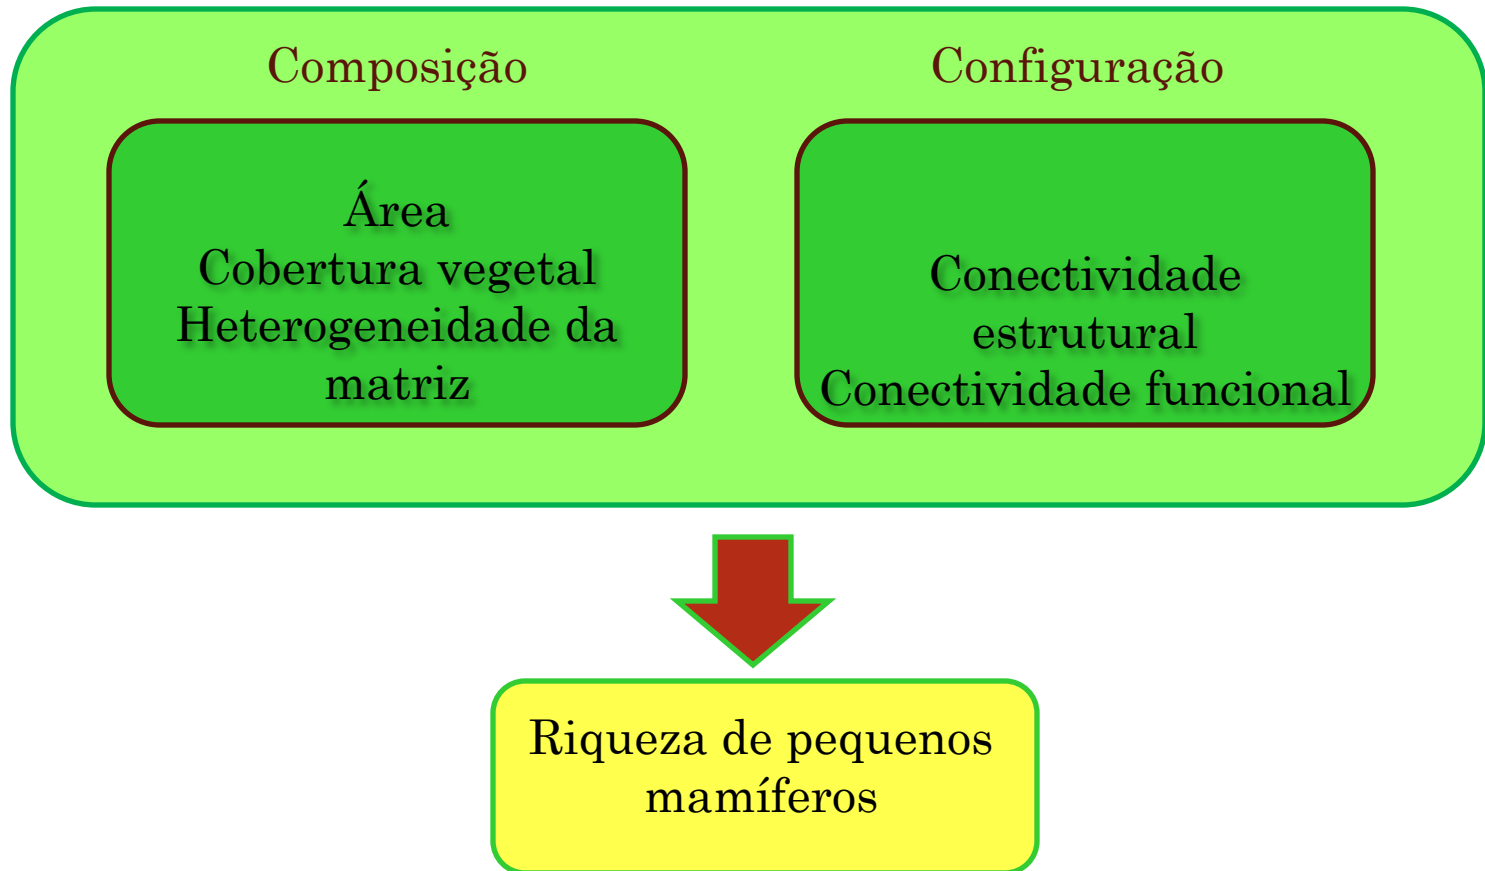 Composição
Configuração
Área
Cobertura vegetal
Heterogeneidade da
matriz
Conectividade
estrutural
Conectividade funcional
Riqueza de pequenos
mamíferos